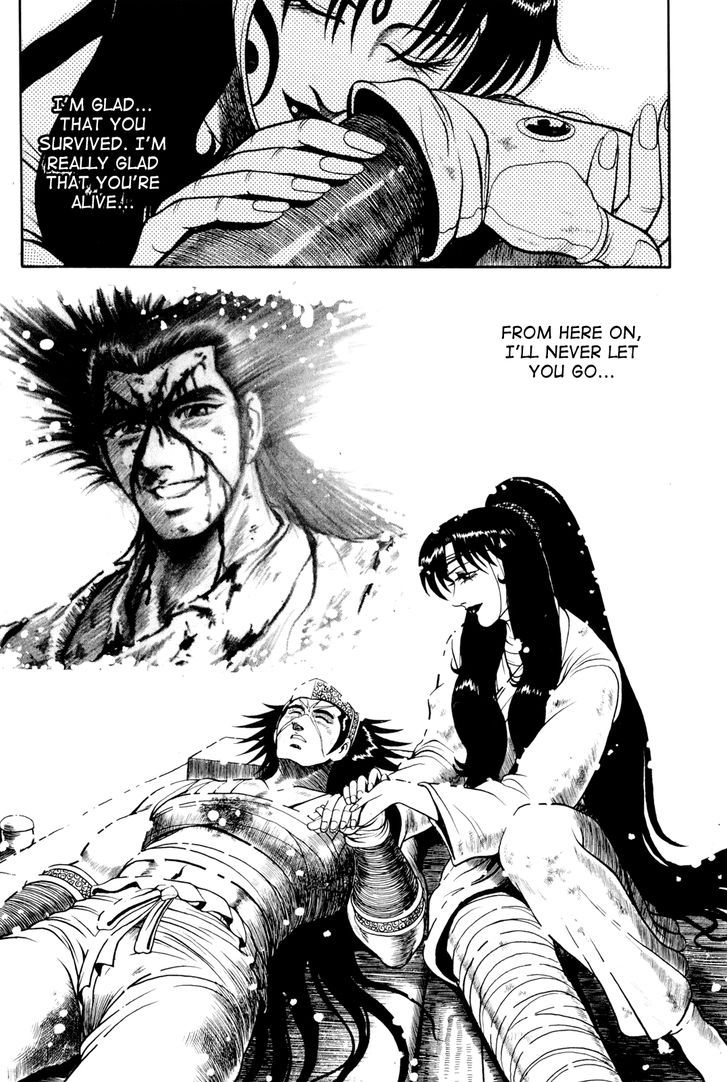 I'M GLAD...
THAT YOU
SURVIVED. I'M
REALLY GLAD
THAT YOU'RE
ALIVE...
FROM HERE ON,
I'LL NEVER LET
YOU GO...